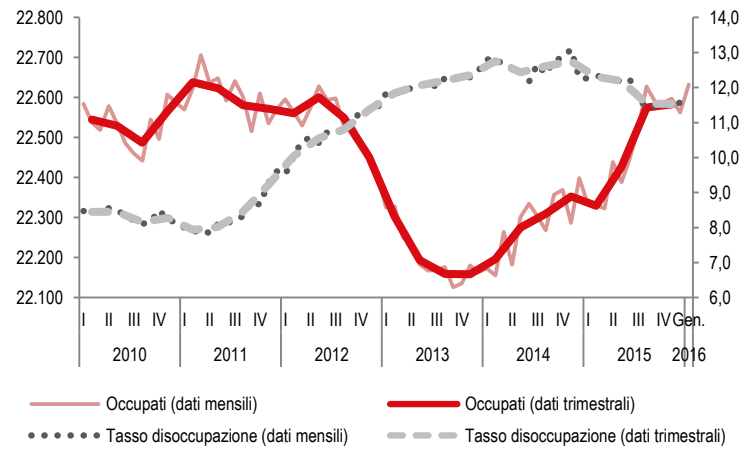 22.800 14,0
22.700 13,0
22.600 12,0
22.500 11,0
22.400 10,0
22.300 9,0
22.200 8,0
22.100 7,0
6,0
I II III IV I II III IV I II III IV I II III IV I II III IV I II III IV Gen.
2010 2011 2012 2013 2014 2015 2016
Occupati (dati mensili) Occupati (dati trimestrali)
Tasso disoccupazione (dati mensili) Tasso disoccupazione (dati trimestrali)